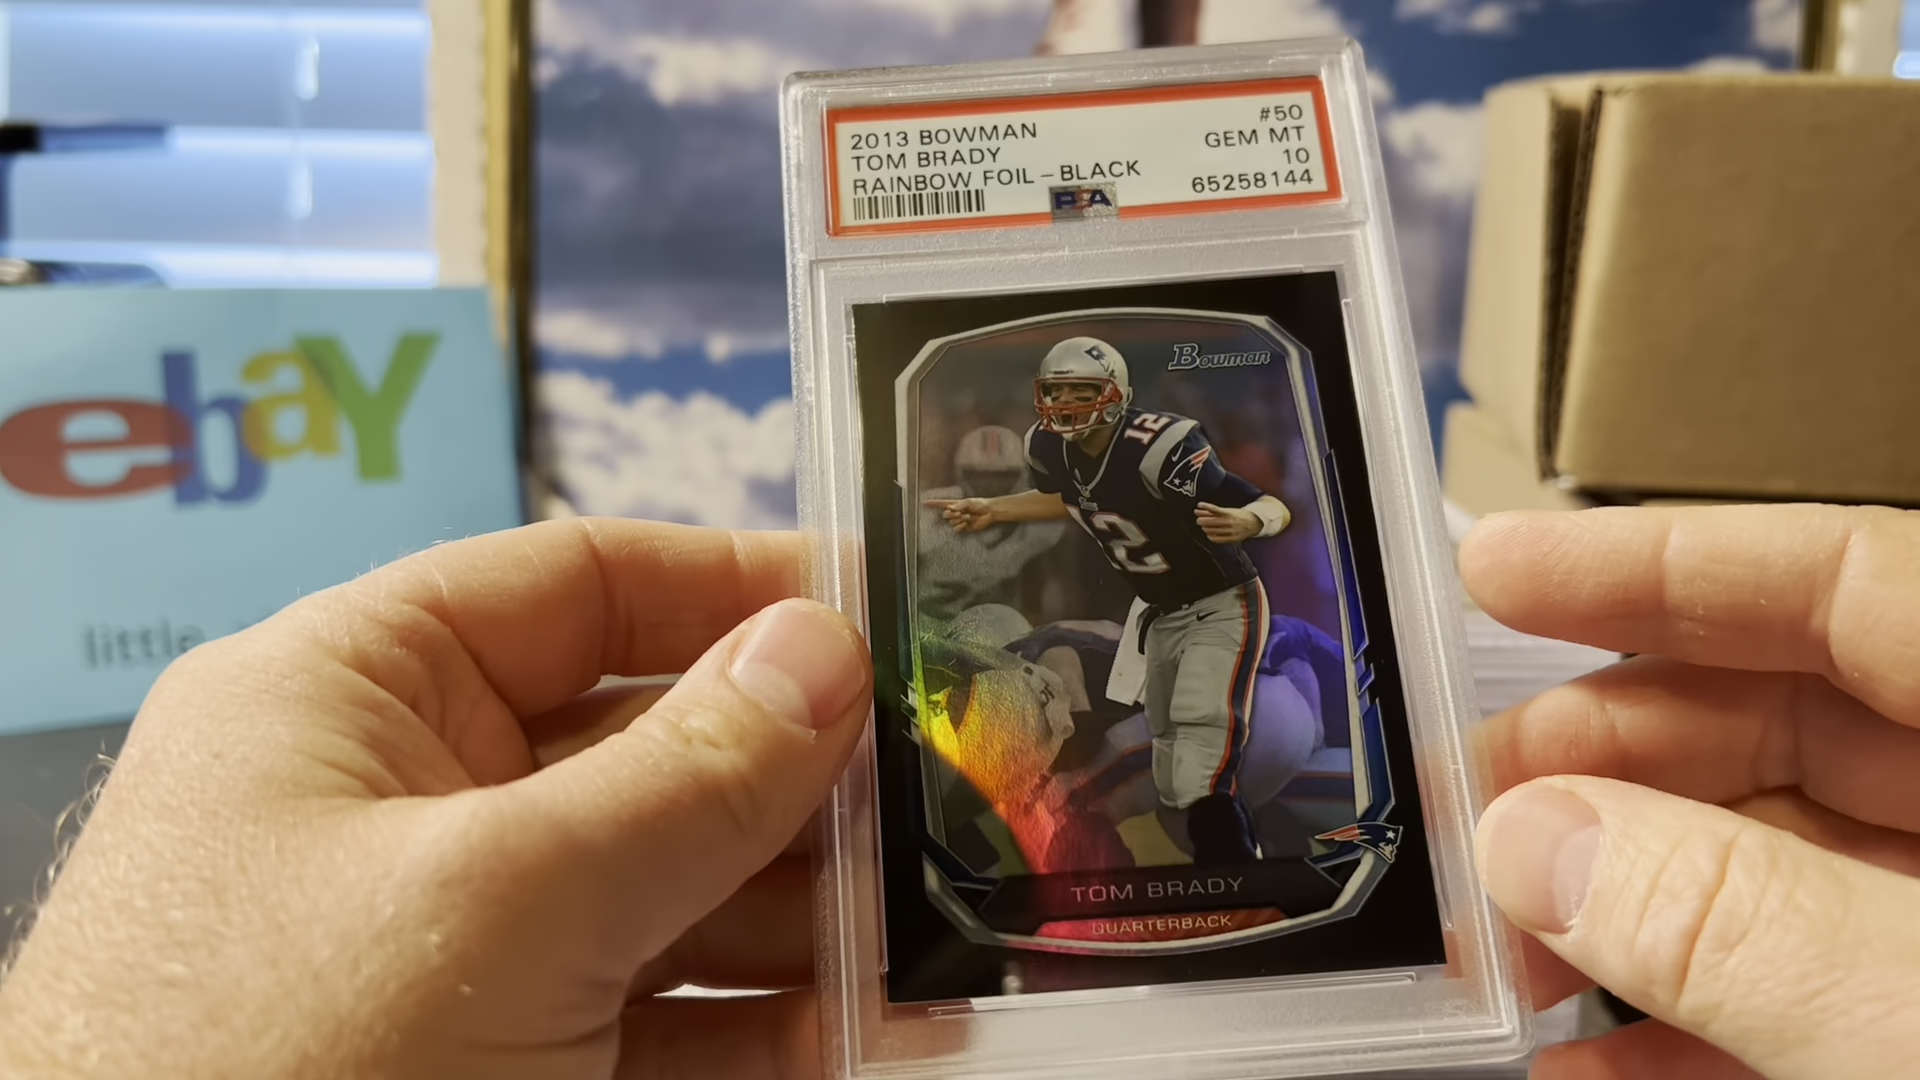 2013 BOWMAN #50
TOM BRADY GEM MT
RAINBOW FOIL – BLACK 10
65258144
PSA
Bowman
12
12
TOM BRADY
QUARTERBACK
ebaY
little